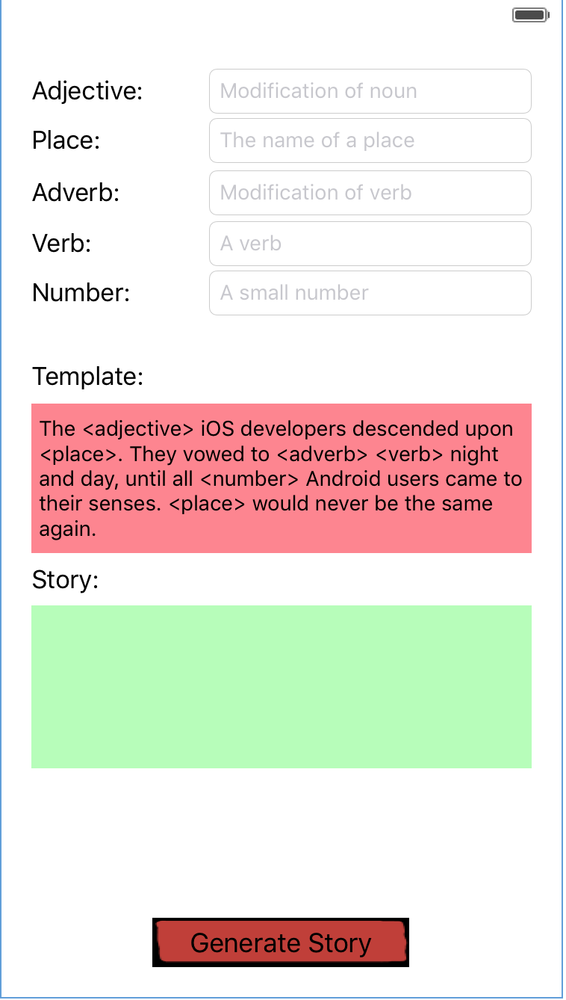 Adjective: Modification of noun
Place: The name of a place
Adverb: Modification of verb
Verb: A verb
Number: A small number
Template:
The <adjective> iOS developers descended upon
<place>. They vowed to <adverb> <verb> night
and day, until all <number> Android users came to
their senses. <place> would never be the same
again.
Story:
Generate Story